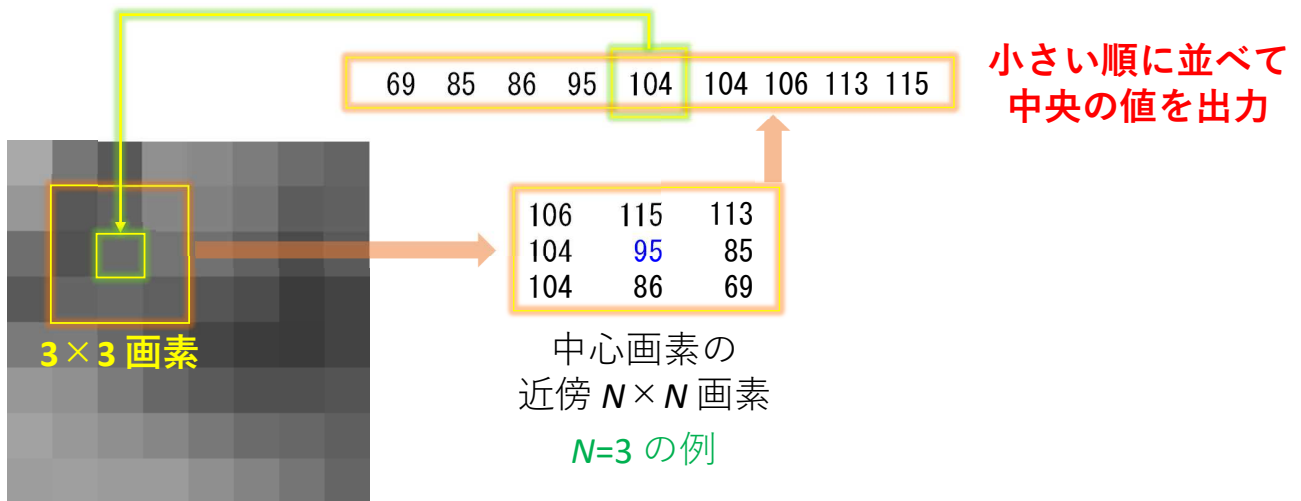 69 85 86 95 104 104 106 113 115
小さい順に並べて
中央の値を出力
106 115 113
104 95 85
104 86 69
3×3 画素
中心画素の
近傍 N×N 画素
N=3 の例